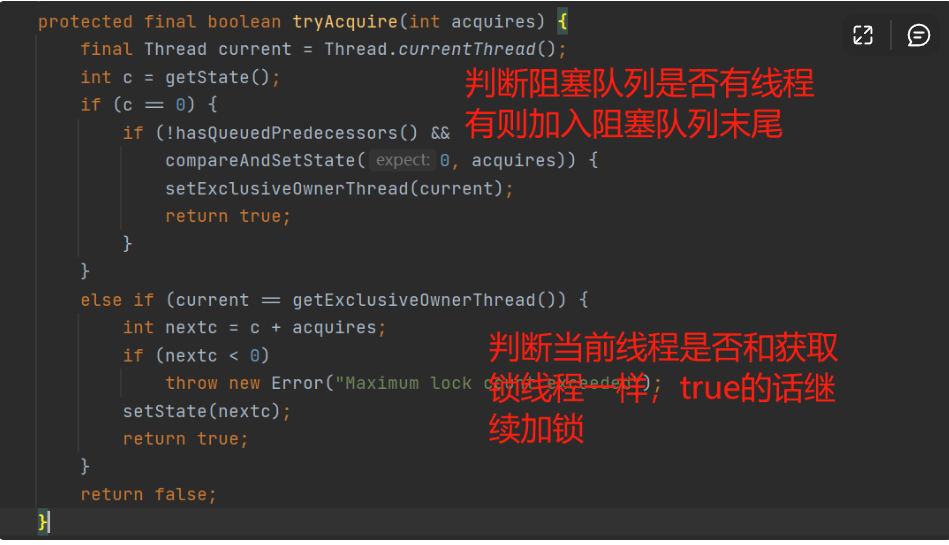 protected final boolean tryAcquire(int acquires) {
final Thread current = Thread.currentThread();
int c = getState();
if (c == 0) {
if (!hasQueuedPredecessors() &&
compareAndSetState( expect: 0, acquires)) {
setExclusiveOwnerThread(current);
return true;
}
}
else if (current == getExclusiveOwnerThread()) {
int nextc = c + acquires;
if (nextc < 0)
throw new Error("Maximum lock count exceeded");
setState(nextc);
return true;
}
return false;
}
判断阻塞队列是否有线程
有则加入阻塞队列末尾
判断当前线程是否和获取
锁线程一样，true的话继
续加锁